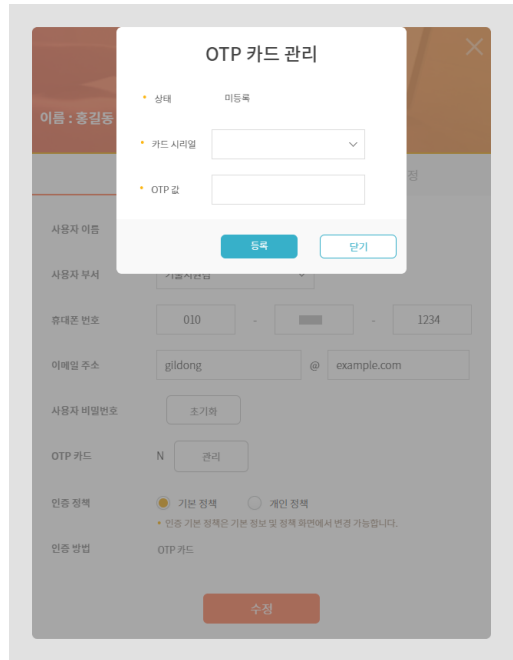 OTP 카드 관리
상태 미등록
이름 : 홍길동
카드 시리얼
정
OTP 값
사용자 이름
등록 닫기
사용자 부서 기술지원팀
휴대폰 번호 010 - - 1234
이메일 주소 gildong @ example.com
사용자 비밀번호 초기화
OTP 카드 N 관리
인증 정책 기본 정책 개인 정책
인증 기본 정책은 기본 정보 및 정책 화면에서 변경 가능합니다.
인증 방법 OTP 카드
수정